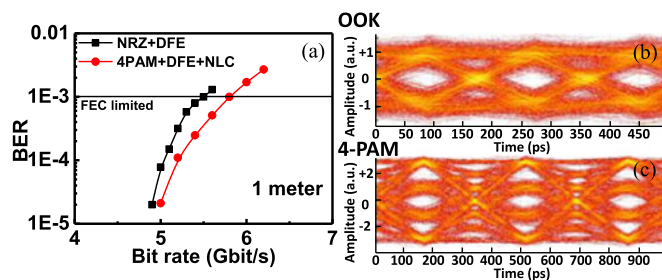 0.01
1E-3
1E-4
1E-5
BER
NRZ+DFE
4PAM+DFE+NLC
(a)
FEC limited
1 meter
4 5 6 7
Bit rate (Gbit/s)
OOK
(b)
+1
0
-1
Amplitude (a.u.)
0 50 100 150 200 250 300 350 400 450
Time (ps)
4-PAM
(c)
+2
0
-2
Amplitude (a.u.)
0 100 200 300 400 500 600 700 800 900
Time (ps)